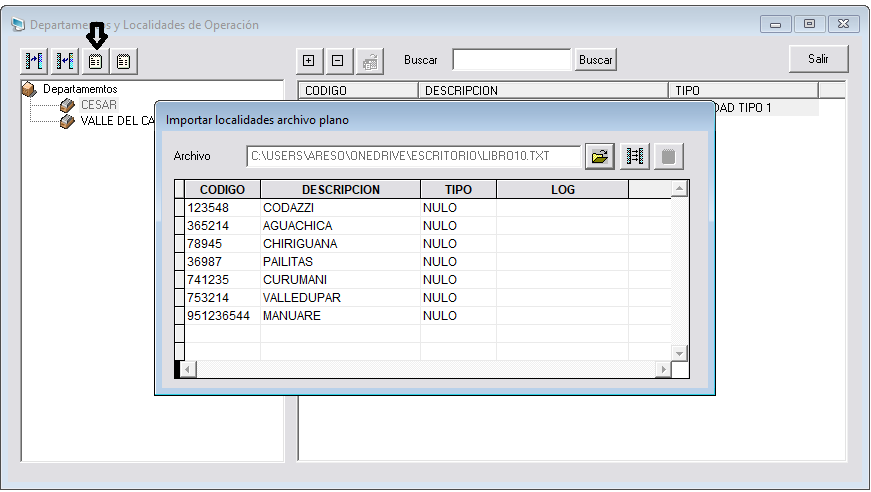 Departamentos y Localidades de Operación
Buscar
Buscar
Salir
Departamentos
CESAR
VALLE DEL CA
CODIGO DESCRIPCION TIPO
DAD TIPO 1
Importar localidades archivo plano
Archivo C:\USERS\ARESO\ONEDRIVE\ESCRITORIO\LIBRO10.TXT
CODIGO DESCRIPCION TIPO LOG
123548 CODAZZI NULO
365214 AGUACHICA NULO
78945 CHIRIGUANA NULO
36987 PAILITAS NULO
741235 CURUMANI NULO
753214 VALLEDUPAR NULO
951236544 MANUARE NULO